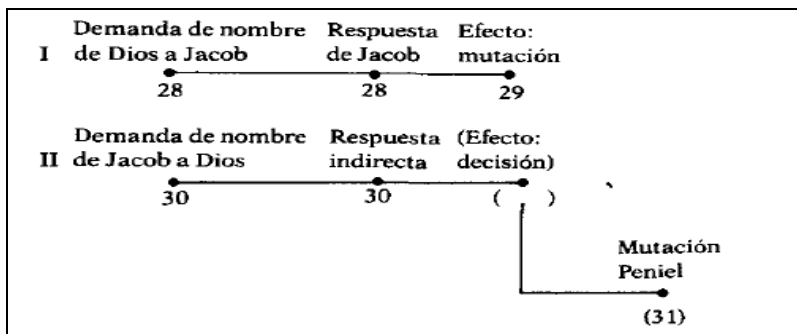 Demanda de nombre Respuesta Efecto:
I de Dios a Jacob de Jacob mutación
28 28 29
Demanda de nombre Respuesta (Efecto:
II de Jacob a Dios indirecta decisión)
30 30 ( )
Mutación
Peniel
(31)